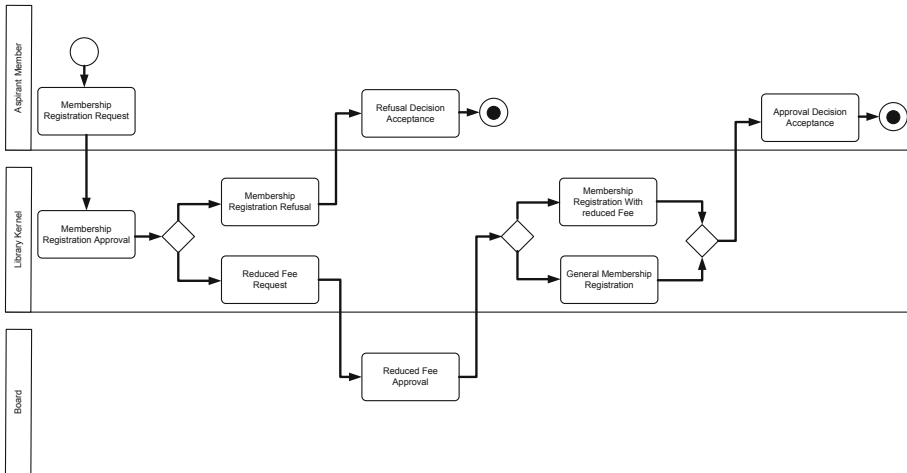 Aspirant Member
Membership
Registration Request
Refusal Decision
Acceptance
Approval Decision
Acceptance
Library Kernel
Membership
Registration Approval
Membership
Registration Refusal
Reduced Fee
Request
Membership
Registration With
reduced Fee
General Membership
Registration
Board
Reduced Fee
Approval